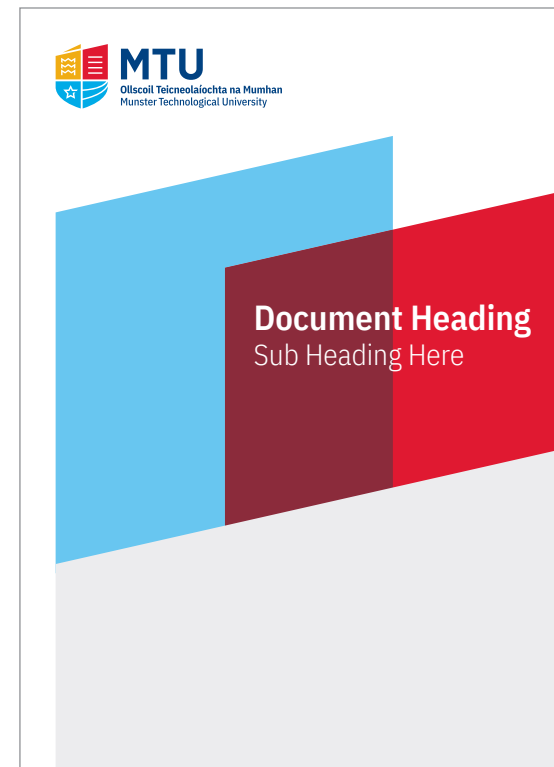 MTU
Ollscoil Teicneolaíochta na Mumhan
Munster Technological University
Document Heading
Sub Heading Here